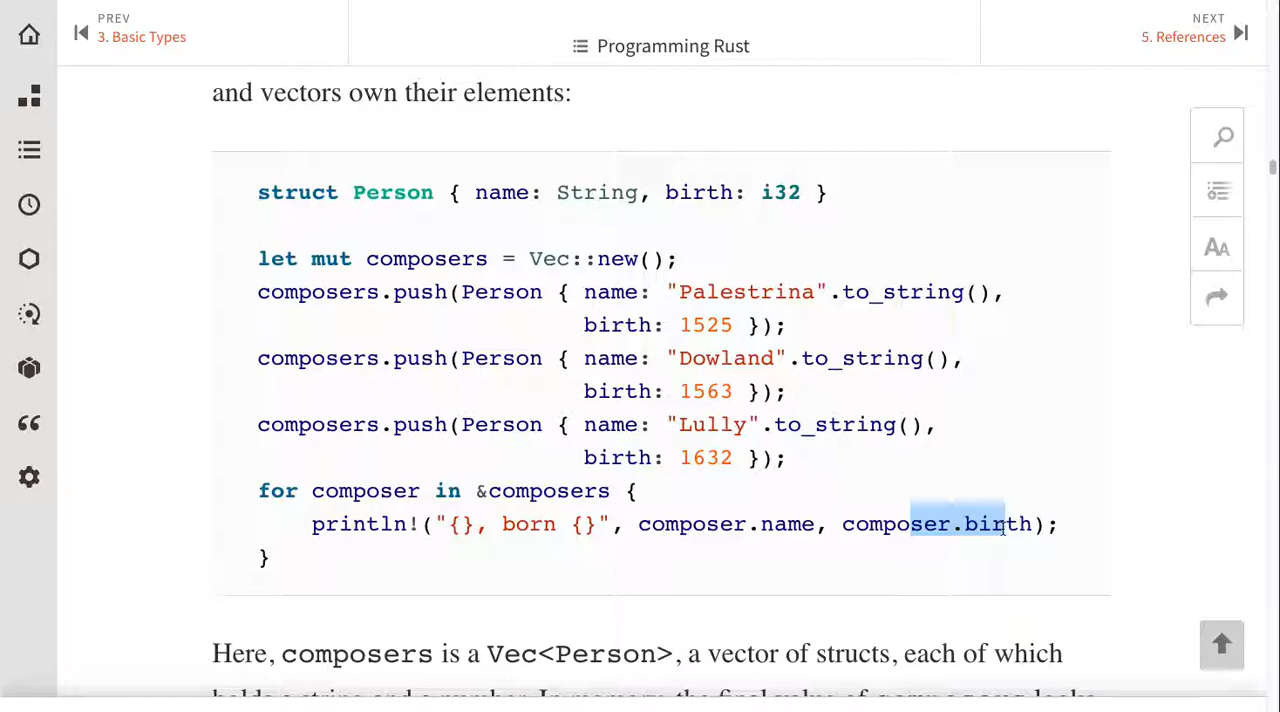 PREV
3. Basic Types
Programming Rust
NEXT
5. References
and vectors own their elements:
struct Person { name: String, birth: i32 }
let mut composers = Vec::new();
composers.push(Person { name: "Palestrina".to_string(),
birth: 1525 });
composers.push(Person { name: "Dowland".to_string(),
birth: 1563 });
composers.push(Person { name: "Lully".to_string(),
birth: 1632 });
for composer in &composers {
println!("{}, born {}", composer.name, composer.birth);
}
AA
Here, composers is a Vec<Person>, a vector of structs, each of which